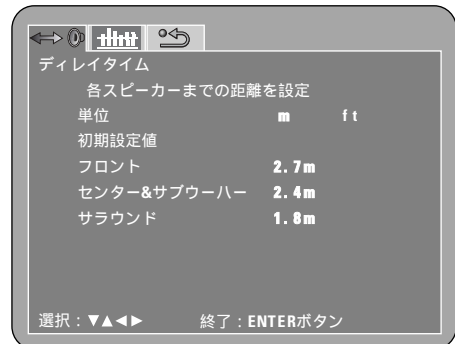 ディレイタイム
各スピーカーまでの距離を設定
単位 m ft
初期設定値
フロント 2.7m
センター&サブウーハー 2.4m
サラウンド 1.8m
選択：▼▲◀▶ 終了：ENTERボタン